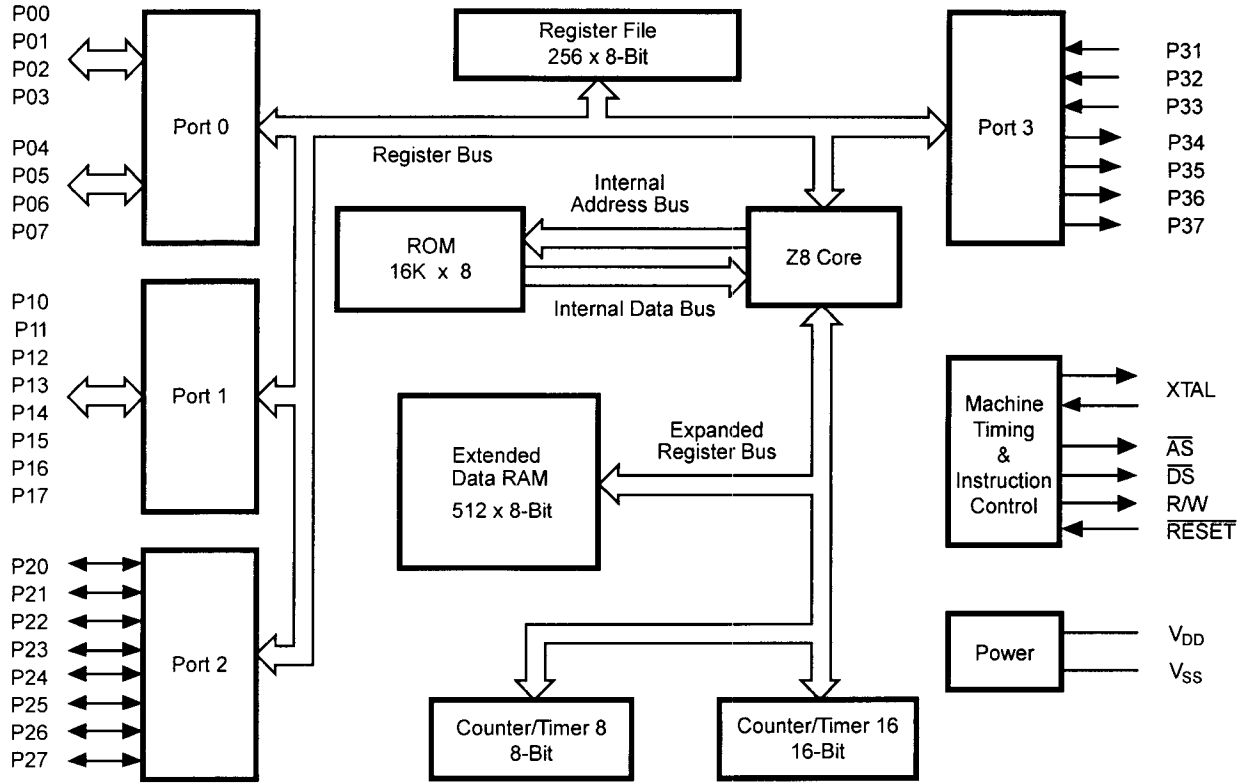 P00
P01
P02
P03
P04
P05
P06
P07
Port 0
Register File
256 x 8-Bit
Register Bus
Port 3
P31
P32
P33
P34
P35
P36
P37
Internal
Address Bus
ROM
16K x 8
Z8 Core
Internal Data Bus
P10
P11
P12
P13
P14
P15
P16
P17
Port 1
Extended
Data RAM
512 x 8-Bit
Expanded
Register Bus
Machine
Timing
&
Instruction
Control
XTAL
A̅S̅
D̅S̅
R/W
R̅E̅S̅E̅T̅
P20
P21
P22
P23
P24
P25
P26
P27
Port 2
Counter/Timer 8
8-Bit
Counter/Timer 16
16-Bit
Power
VDD
VSS